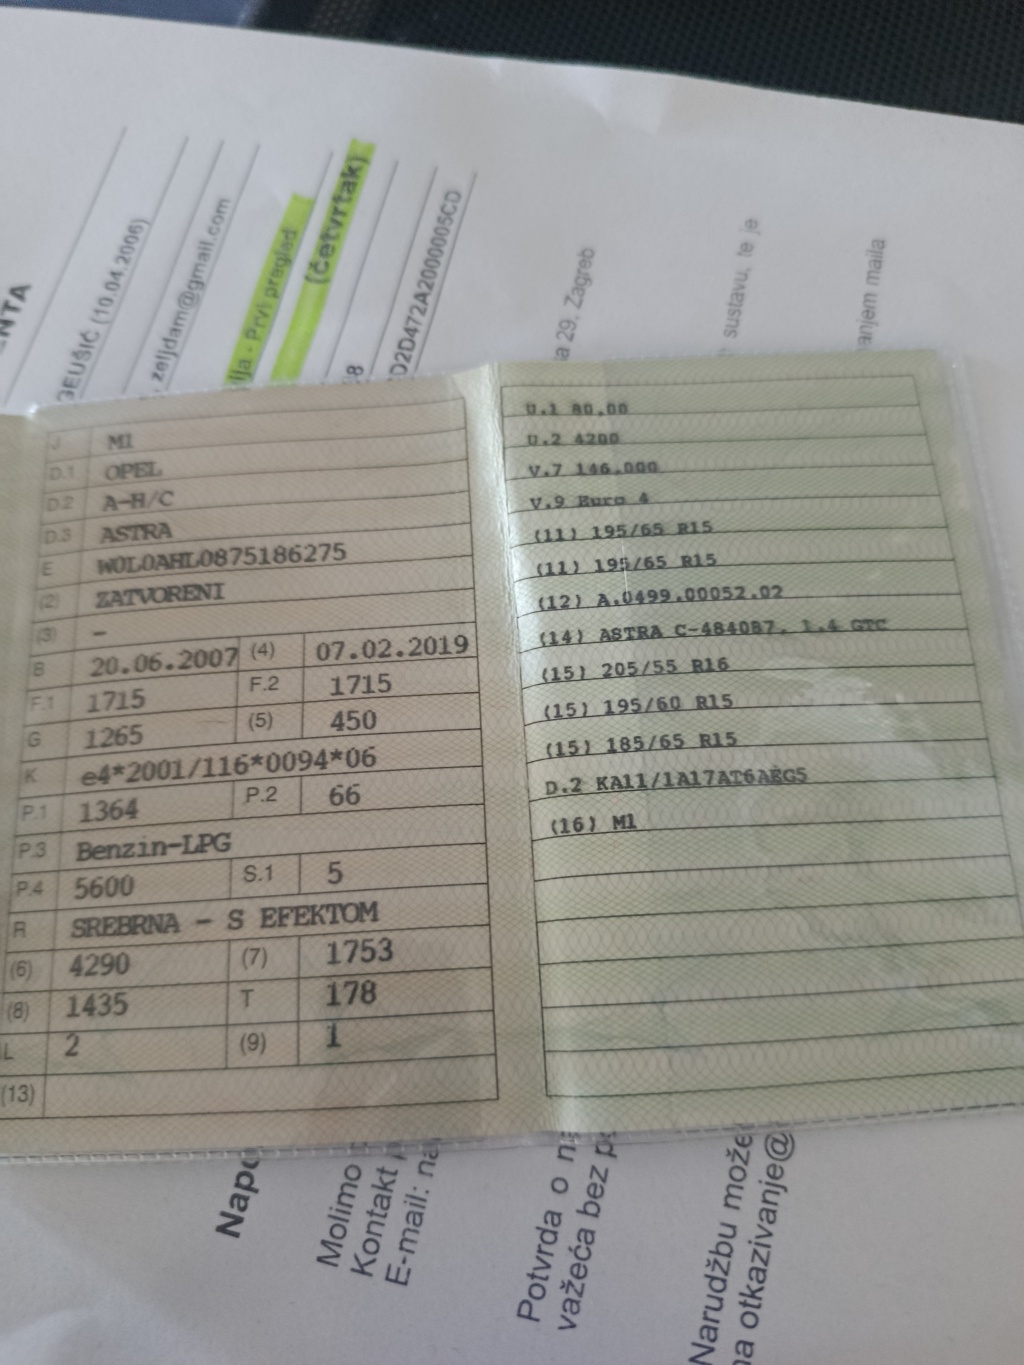 NTA
GEUŠIĆ (10.04.2006)
zeljdam@gmail.com
ija - Prvi pregled
(četvrtak)
8
D2D472A2000005CD
a 29, Zagreb
sustavu, te je
anjem maila
J M1
D.1 OPEL
D.2 A-H/C
D.3 ASTRA
E W0L0AHL0875186275
(2) ZATVORENI
(3) –
B 20.06.2007 (4) 07.02.2019
F.1 1715 F.2 1715
G 1265 (5) 450
K e4*2001/116*0094*06
P.1 1364 P.2 66
P.3 Benzin-LPG
P.4 5600 S.1 5
R SREBRNA – S EFEKTOM
(6) 4290 (7) 1753
(8) 1435 T 178
L 2 (9) 1
(13)
U.1 80,00
U.2 4200
V.7 146,000
V.9 Euro 4
(11) 195/65 R15
(11) 195/65 R15
(12) A.0499.00052.02
(14) ASTRA C-484087, 1.4 GTC
(15) 205/55 R16
(15) 195/60 R15
(15) 185/65 R15
D.2 KA11/1A17AT6AEG5
(16) M1
Napo
Molimo
Kontakt
E-mail: na
Potvrda o n
važeća bez p
Narudžbu može
na otkazivanje@